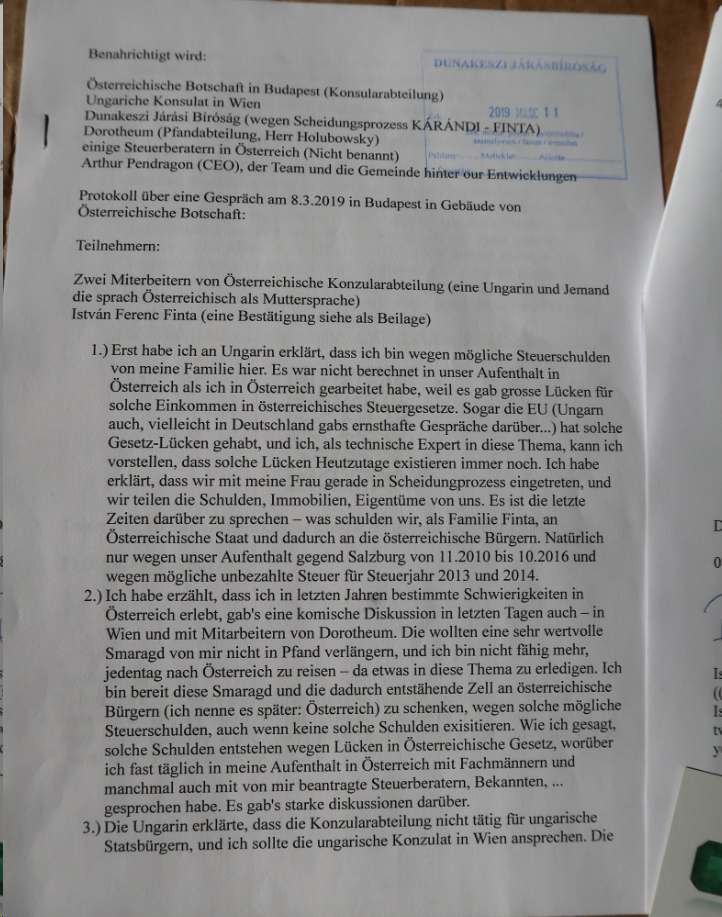 Benahrichtigt wird:
DUNAKESZI JÁRÁSBÍRÓSÁG
Österreichische Botschaft in Budapest (Konsularabteilung)
Ungariche Konsulat in Wien
2019 11
Dunakeszi Járási Bíróság (wegen Scheidungsprozess KÁRÁNDI - FINTA)
Dorotheum (Pfandabteilung, Herr Holubowsky)
einige Steuerberatern in Österreich (Nicht benannt)
Arthur Pendragon (CEO), der Team und die Gemeinde hinter our Entwicklungen
Protokoll über eine Gespräch am 8.3.2019 in Budapest in Gebäude von
Österreichische Botschaft:
Teilnehmern:
Zwei Miterbeitern von Österreichische Konzularabteilung (eine Ungarin und Jemand
die sprach Österreichisch als Muttersprache)
István Ferenc Finta (eine Bestätigung siehe als Beilage)
1.) Erst habe ich an Ungarin erklärt, dass ich bin wegen mögliche Steuerschulden
von meine Familie hier. Es war nicht berechnet in unser Aufenthalt in
Österreich als ich in Österreich gearbeitet habe, weil es gab grosse Lücken für
solche Einkommen in österreichisches Steuergesetze. Sogar die EU (Ungarn
auch, vielleicht in Deutschland gabs ernsthafte Gespräche darüber...) hat solche
Gesetz-Lücken gehabt, und ich, als technische Expert in diese Thema, kann ich
vorstellen, dass solche Lücken Heutzutage existieren immer noch. Ich habe
erklärt, dass wir mit meine Frau gerade in Scheidungprozess eingetreten, und
wir teilen die Schulden, Immobilien, Eigentüme von uns. Es ist die letzte
Zeiten darüber zu sprechen – was schulden wir, als Familie Finta, an
Österreichische Staat und dadurch an die österreichische Bürgern. Natürlich
nur wegen unser Aufenthalt gegend Salzburg von 11.2010 bis 10.2016 und
wegen mögliche unbezahlte Steuer für Steuerjahr 2013 und 2014.
2.) Ich habe erzählt, dass ich in letzten Jahren bestimmte Schwierigkeiten in
Österreich erlebt, gab's eine komische Diskussion in letzten Tagen auch – in
Wien und mit Mitarbeitern von Dorotheum. Die wollten eine sehr wertvolle
Smaragd von mir nicht in Pfand verlängern, und ich bin nicht fähig mehr,
jedentag nach Österreich zu reisen – da etwas in diese Thema zu erledigen. Ich
bin bereit diese Smaragd und die dadurch entstähende Zell an österreichische
Bürgern (ich nenne es später: Österreich) zu schenken, wegen solche mögliche
Steuerschulden, auch wenn keine solche Schulden exisitieren. Wie ich gesagt,
solche Schulden entstehen wegen Lücken in Österreichische Gesetz, worüber
ich fast täglich in meine Aufenthalt in Österreich mit Fachmännern und
manchmal auch mit von mir beantragte Steuerberatern, Bekannten, ...
gesprochen habe. Es gab's starke diskussionen darüber.
3.) Die Ungarin erklärte, dass die Konzularabteilung nicht tätig für ungarische
Statsbürgern, und ich sollte die ungarische Konzulat in Wien ansprechen. Die